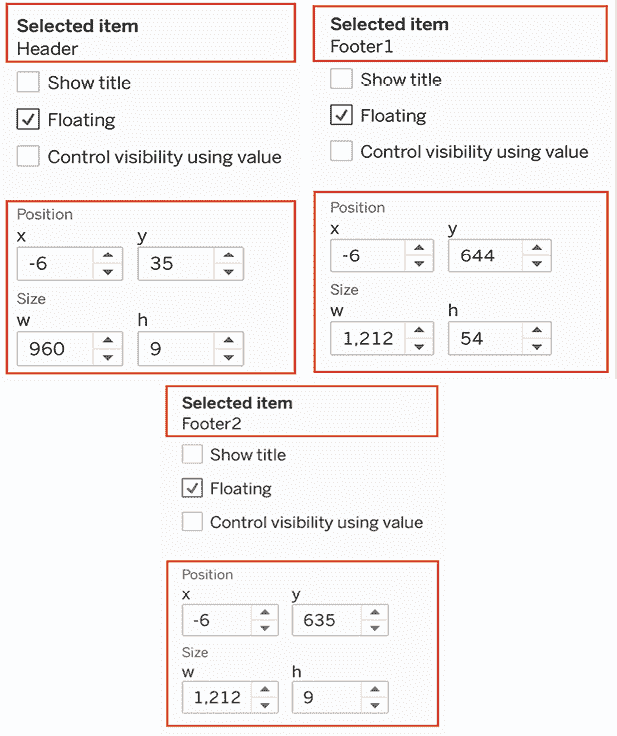 Selected item
Header
Show title
Floating
Control visibility using value
Position
x y
-6 35
Size
w h
960 9
Selected item
Footer1
Show title
Floating
Control visibility using value
Position
x y
-6 644
Size
w h
1,212 54
Selected item
Footer2
Show title
Floating
Control visibility using value
Position
x y
-6 635
Size
w h
1,212 9